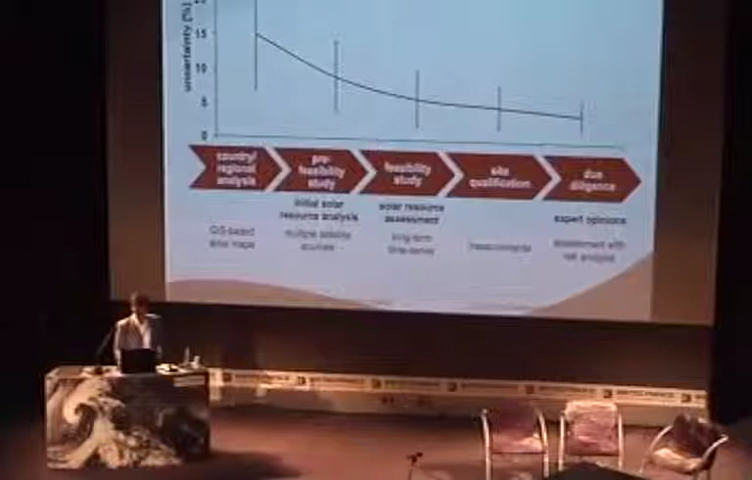 uncertainty [%]
15
10
5
0
country/
regional
analysis
pre-
feasibility
study
feasibility
study
site
qualification
due
diligence
initial solar
resource analysis
solar resource
assessment
expert opinions
GIS-based
solar maps
multiple satellite
sources
long-term
time-series
measurements
assessment with
risk analysis